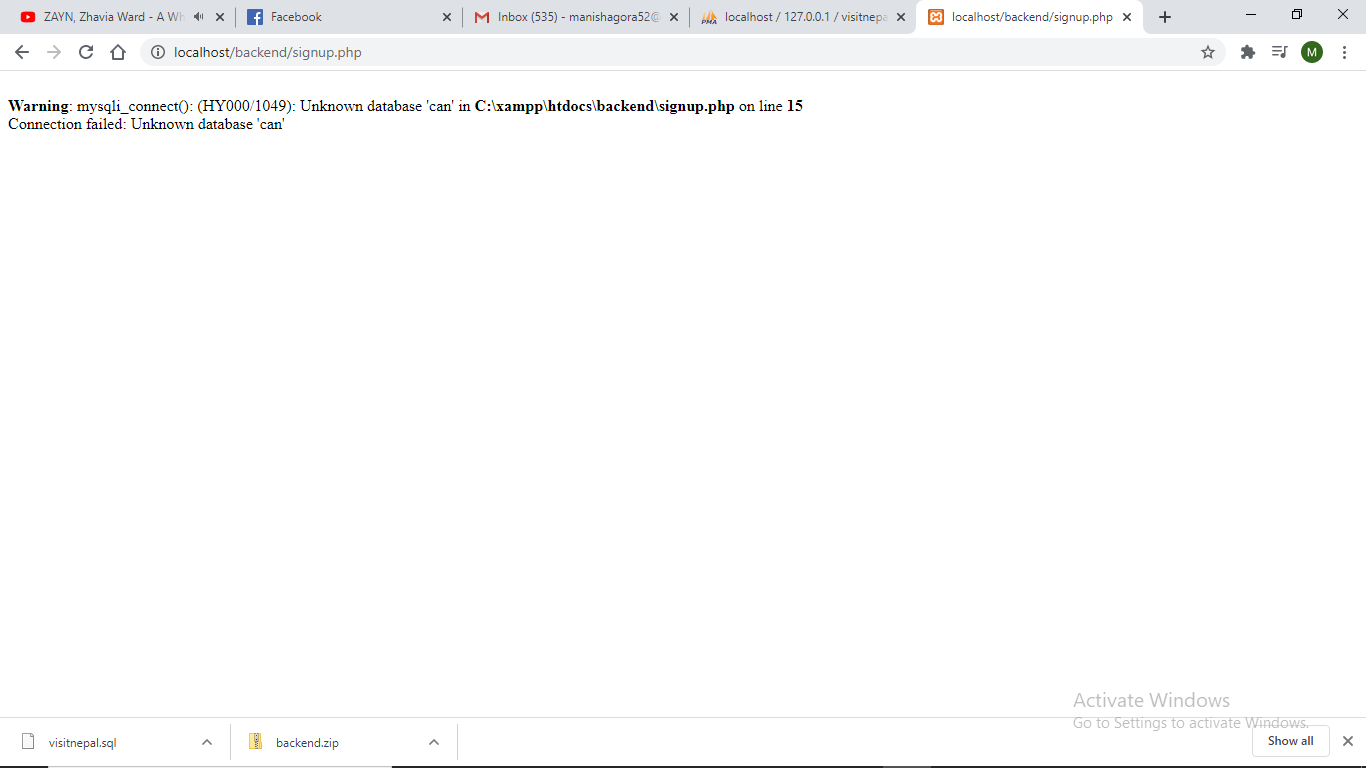 ZAYN, Zhavia Ward - A Wh
Facebook
Inbox (535) - manishagora52@
localhost / 127.0.0.1 / visitnepa
localhost/backend/signup.php
localhost/backend/signup.php
M
Warning: mysqli_connect(): (HY000/1049): Unknown database 'can' in C:\xampp\htdocs\backend\signup.php on line 15
Connection failed: Unknown database 'can'
Activate Windows
Go to Settings to activate Windows.
visitnepal.sql
backend.zip
Show all